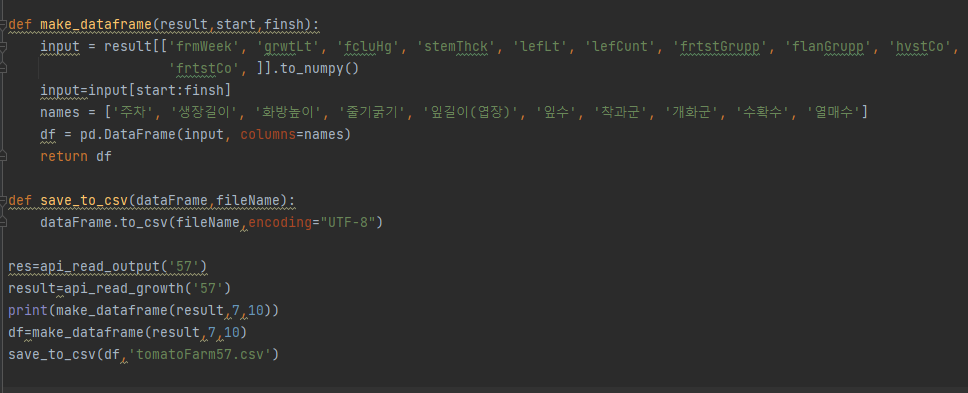 def make_dataframe(result,start,finsh):
    input = result[['frmWeek', 'grwtLt', 'fcluHg', 'stemThck', 'lefLt', 'lefCunt', 'frtstGrupp', 'flanGrupp', 'hvstCo',
                    'frtstCo', ]].to_numpy()
    input=input[start:finsh]
    names = ['주차', '생장길이', '화방높이', '줄기굵기', '잎길이(엽장)', '잎수', '착과군', '개화군', '수확수', '열매수']
    df = pd.DataFrame(input, columns=names)
    return df
def save_to_csv(dataFrame,fileName):
    dataFrame.to_csv(fileName,encoding="UTF-8")
res=api_read_output('57')
result=api_read_growth('57')
print(make_dataframe(result,7,10))
df=make_dataframe(result,7,10)
save_to_csv(df,'tomatoFarm57.csv')